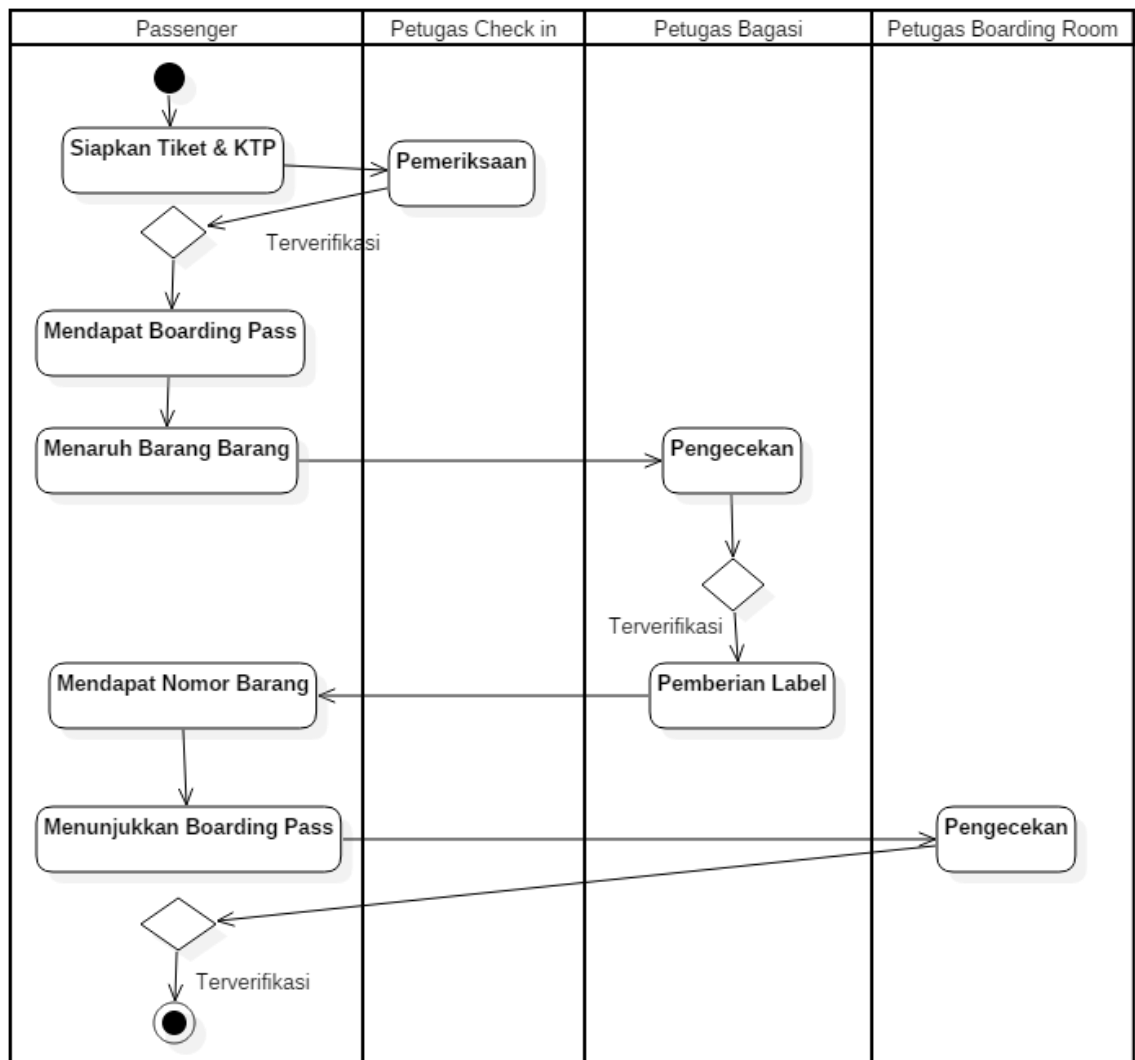 Passenger
Petugas Check in
Petugas Bagasi
Petugas Boarding Room
Siapkan Tiket & KTP
Pemeriksaan
Terverifikasi
Mendapat Boarding Pass
Menaruh Barang Barang
Pengecekan
Terverifikasi
Mendapat Nomor Barang
Pemberian Label
Menunjukkan Boarding Pass
Pengecekan
Terverifikasi